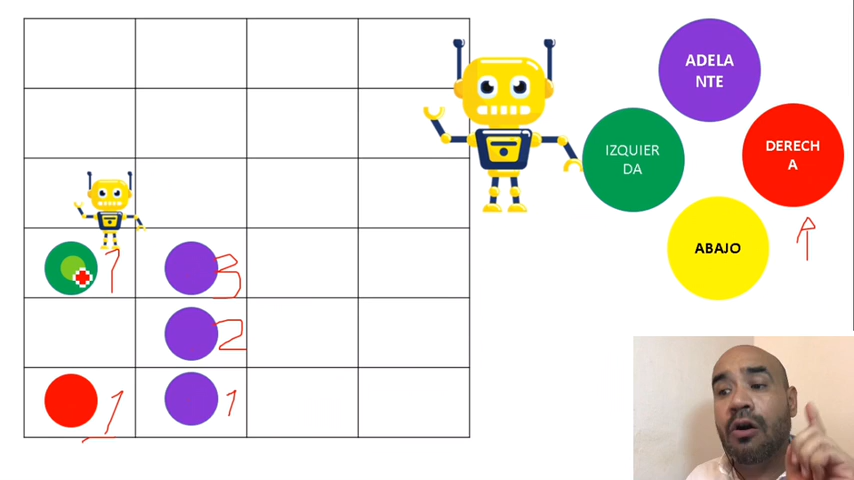 ADELA
NTE
IZQUIER
DA
DERECH
A
ABAJO
1 3
2
1 1